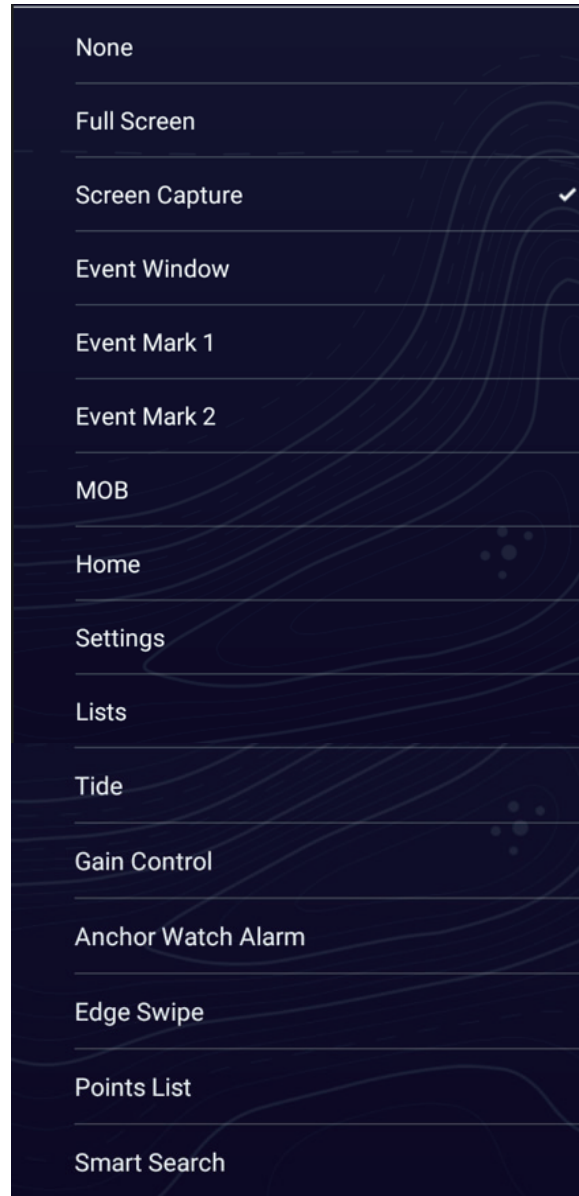 None
Full Screen
Screen Capture
Event Window
Event Mark 1
Event Mark 2
MOB
Home
Settings
Lists
Tide
Gain Control
Anchor Watch Alarm
Edge Swipe
Points List
Smart Search